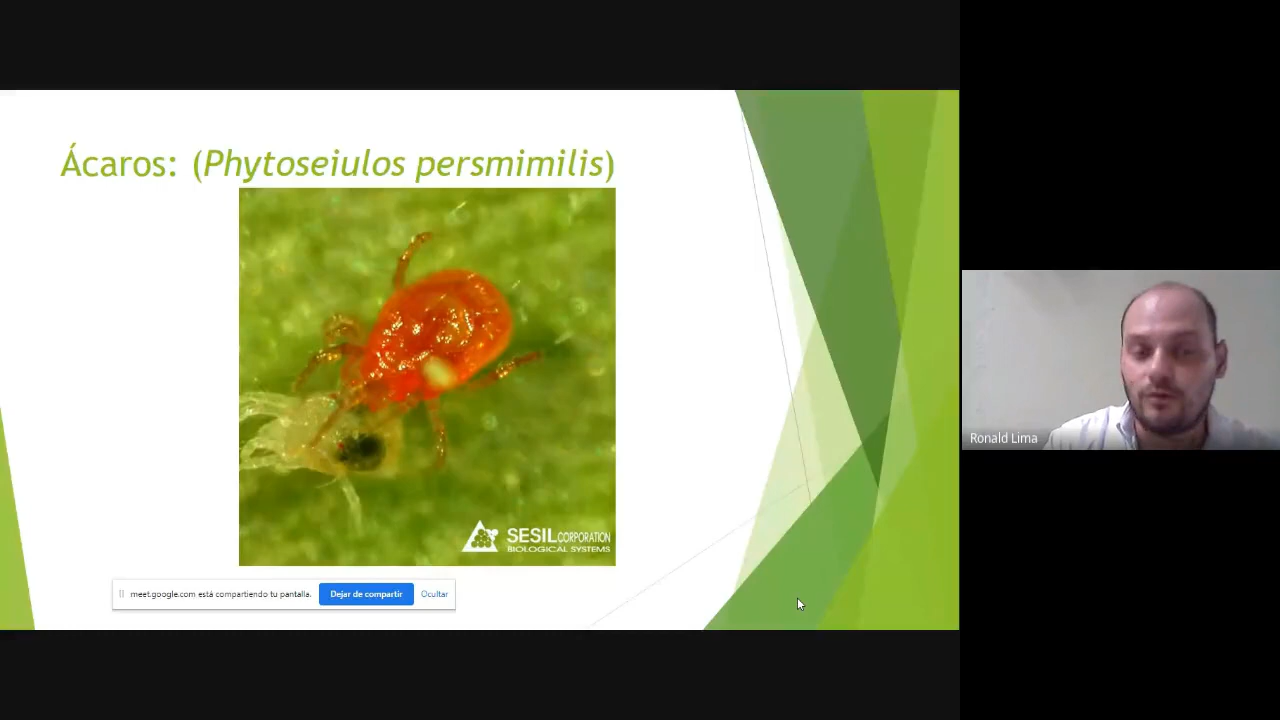 Ácaros: (Phytoseiulos persmimilis)
SESIL CORPORATION
BIOLOGICAL SYSTEMS
meet.google.com está compartiendo tu pantalla. Dejar de compartir Ocultar
Ronald Lima